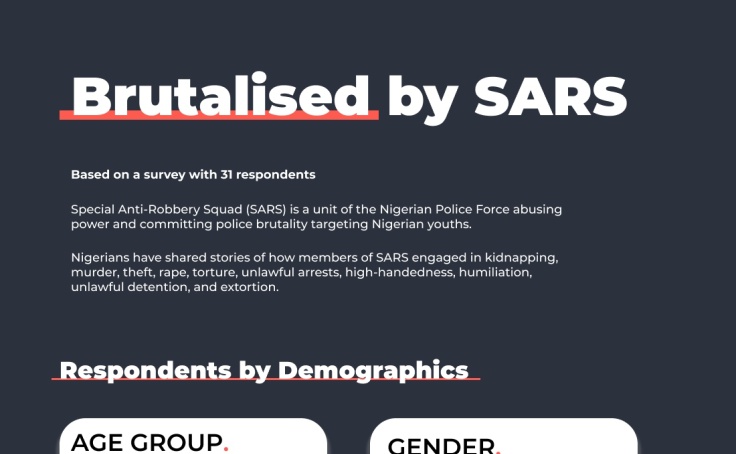 Brutalised by SARS
Based on a survey with 31 respondents
Special Anti-Robbery Squad (SARS) is a unit of the Nigerian Police Force abusing
power and committing police brutality targeting Nigerian youths.
Nigerians have shared stories of how members of SARS engaged in kidnapping,
murder, theft, rape, torture, unlawful arrests, high-handedness, humiliation,
unlawful detention, and extortion.
Respondents by Demographics
AGE GROUP.
GENDER.